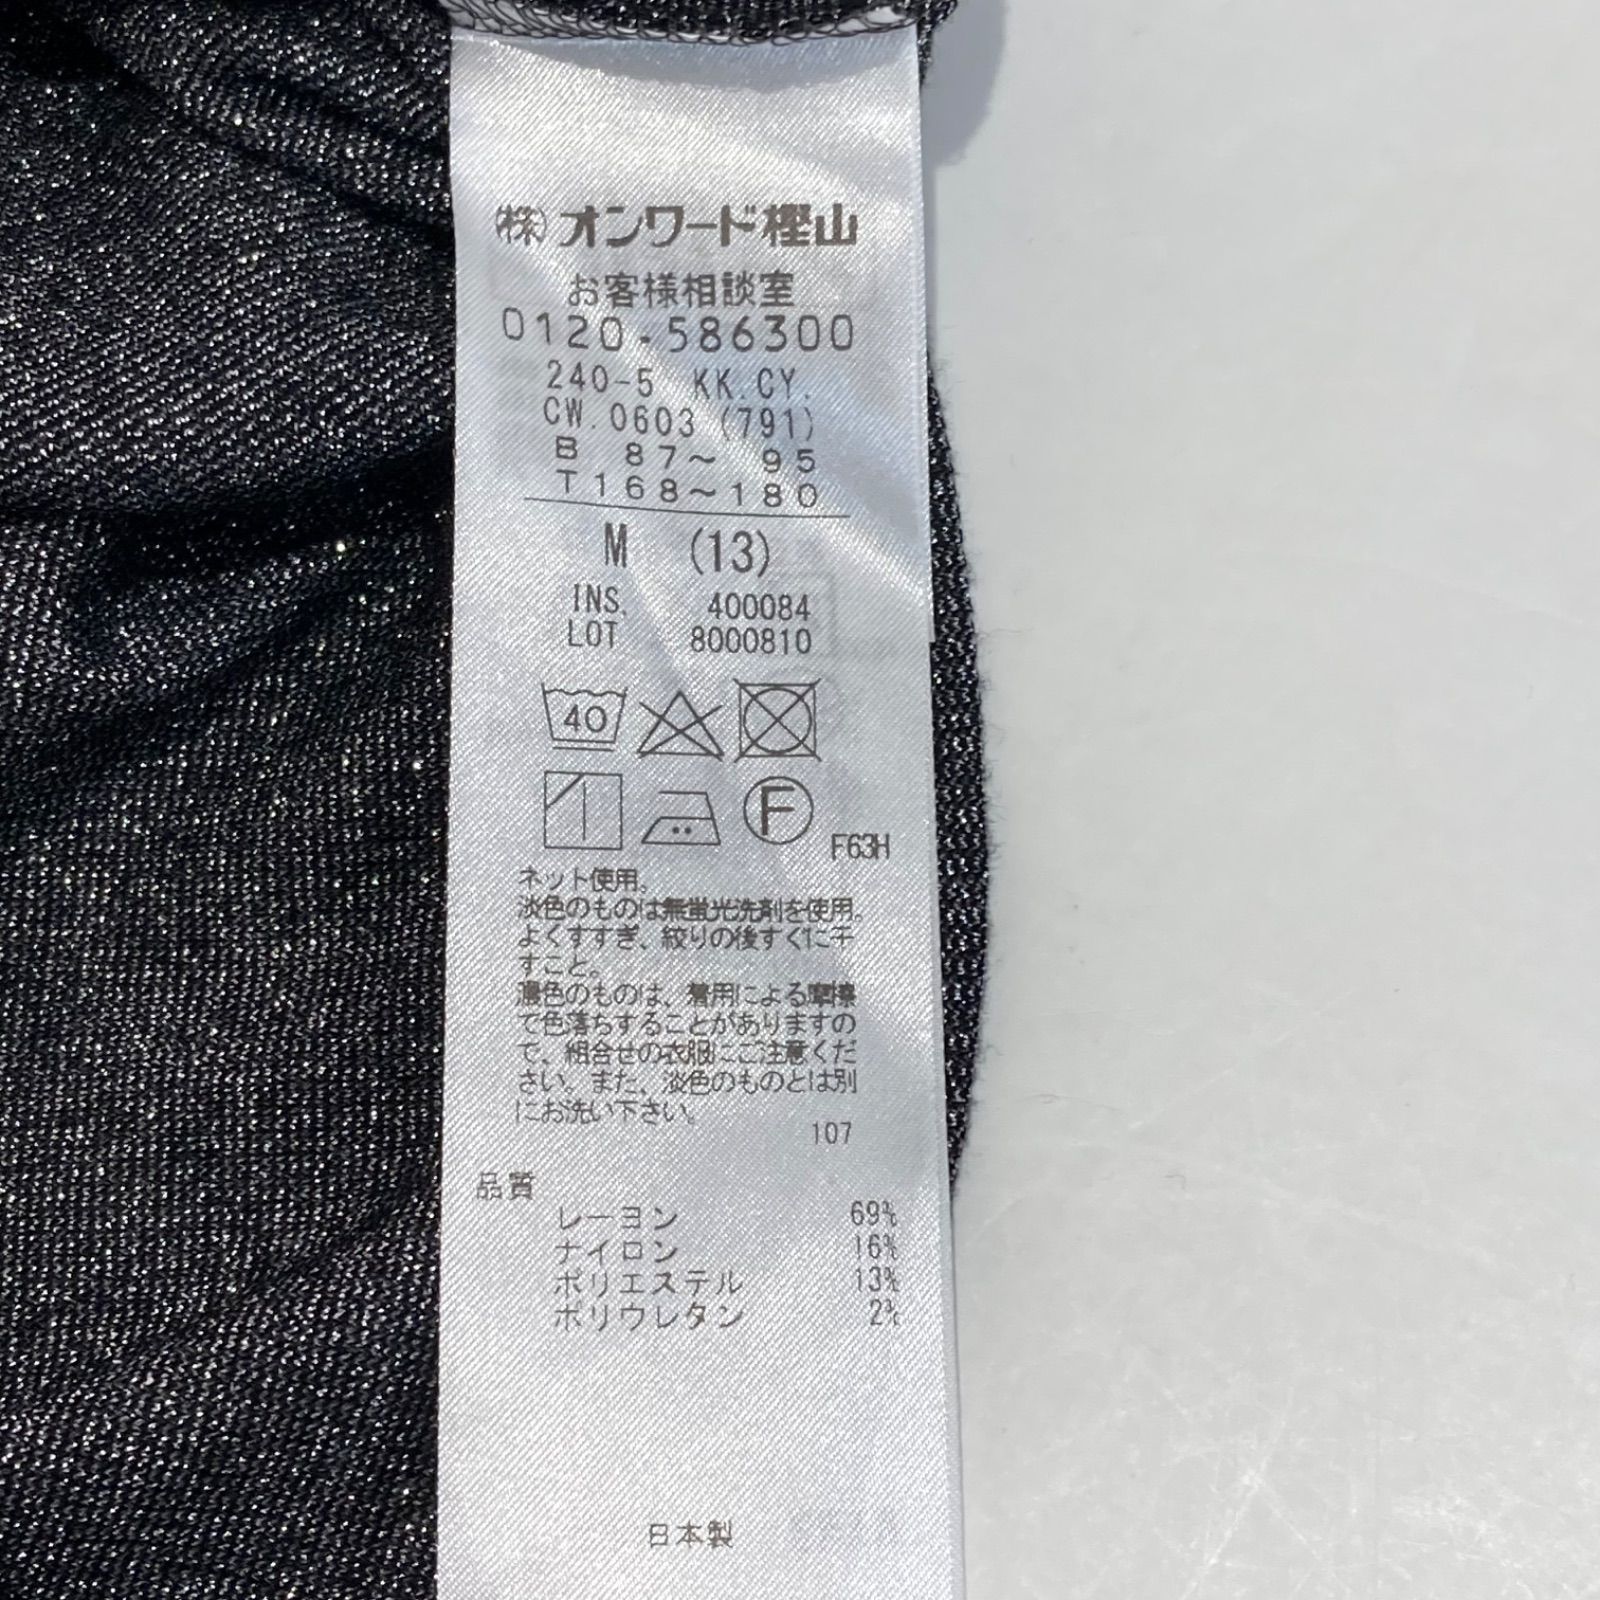 (株)オンワード樫山
お客様相談室
0120-586300
240-5 KK.CY.
CW.0603 (791)
B 87～ 95
T168～180
M (13)
INS. 400084
LOT 8000810
40
F
F63H
ネット使用。
淡色のものは無蛍光洗剤を使用。
よくすすぎ、絞りの後すぐに干
すこと。
濃色のものは、着用による摩擦
で色落ちすることがありますの
で、組合せの衣服にご注意くだ
さい。また、淡色のものとは別
にお洗い下さい。
107
品質
レーヨン 69%
ナイロン 16%
ポリエステル 13%
ポリウレタン 2%
日本製